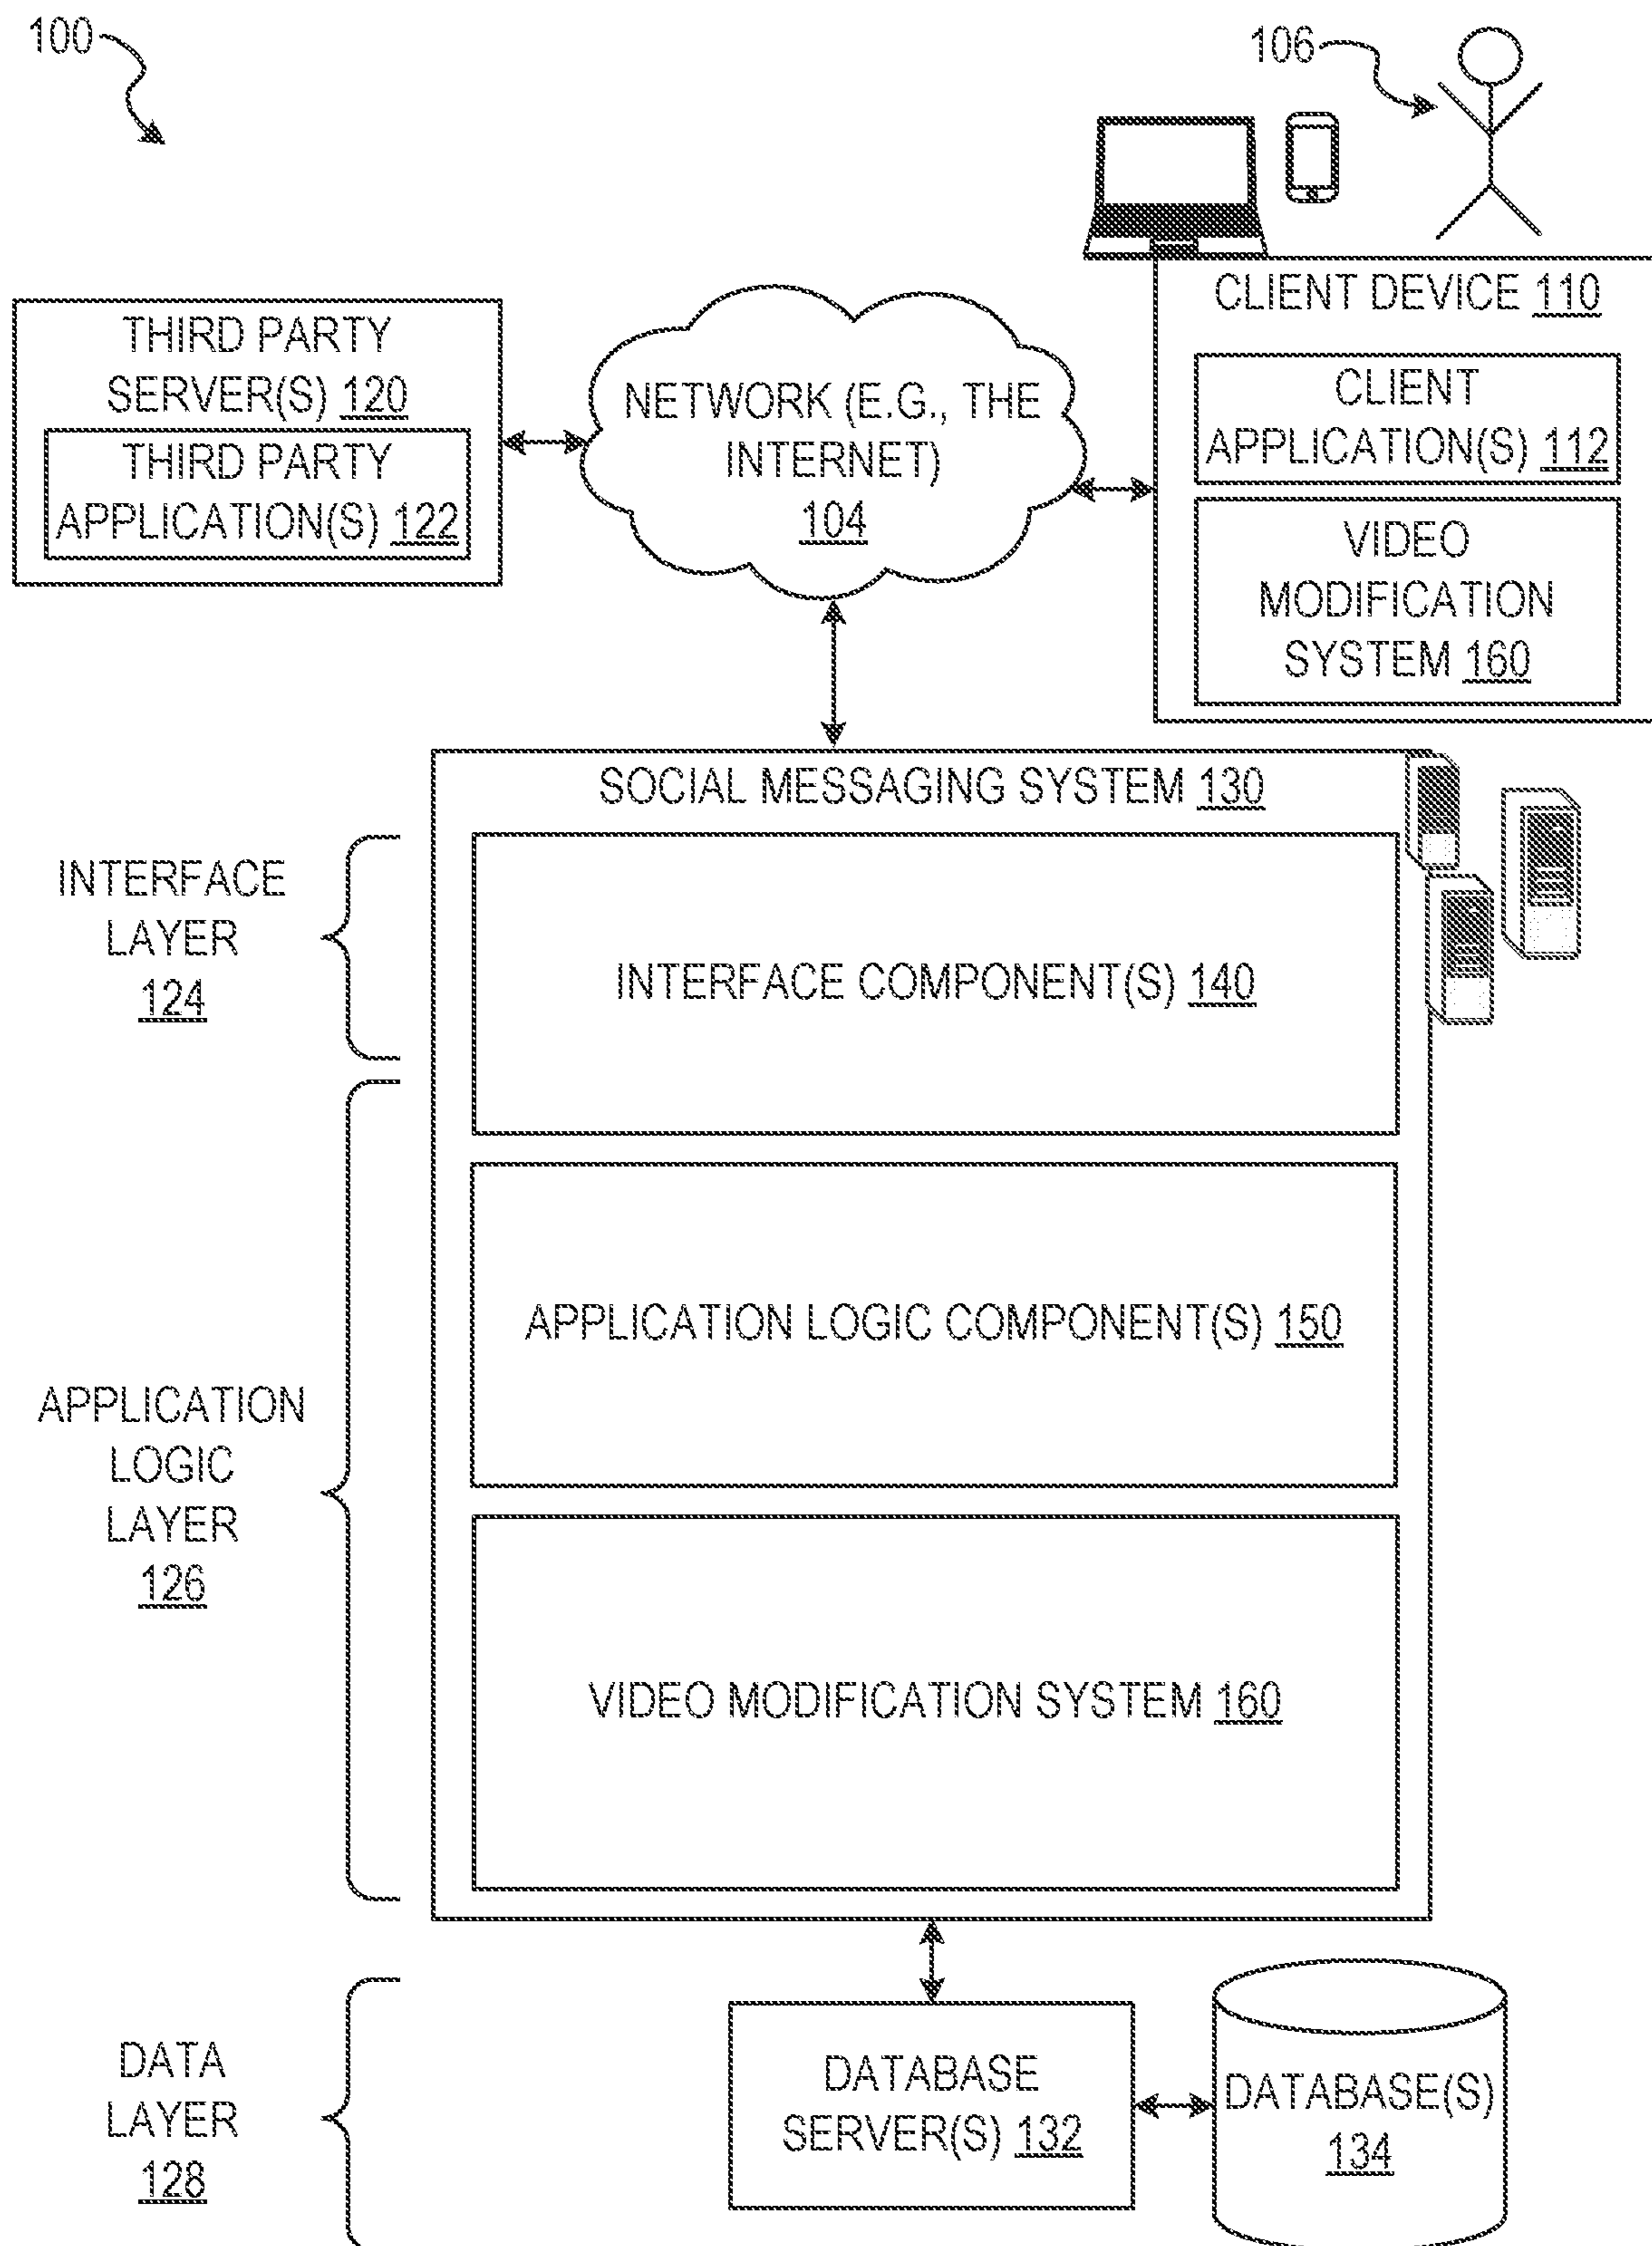 100
106
CLIENT DEVICE 110
THIRD PARTY
SERVER(S) 120
THIRD PARTY
APPLICATION(S) 122
NETWORK (E.G., THE
INTERNET)
104
CLIENT
APPLICATION(S) 112
VIDEO
MODIFICATION
SYSTEM 160
SOCIAL MESSAGING SYSTEM 130
INTERFACE
LAYER
124
INTERFACE COMPONENT(S) 140
APPLICATION LOGIC COMPONENT(S) 150
APPLICATION
LOGIC
LAYER
126
VIDEO MODIFICATION SYSTEM 160
DATA
LAYER
128
DATABASE
SERVER(S) 132
DATABASE(S)
134